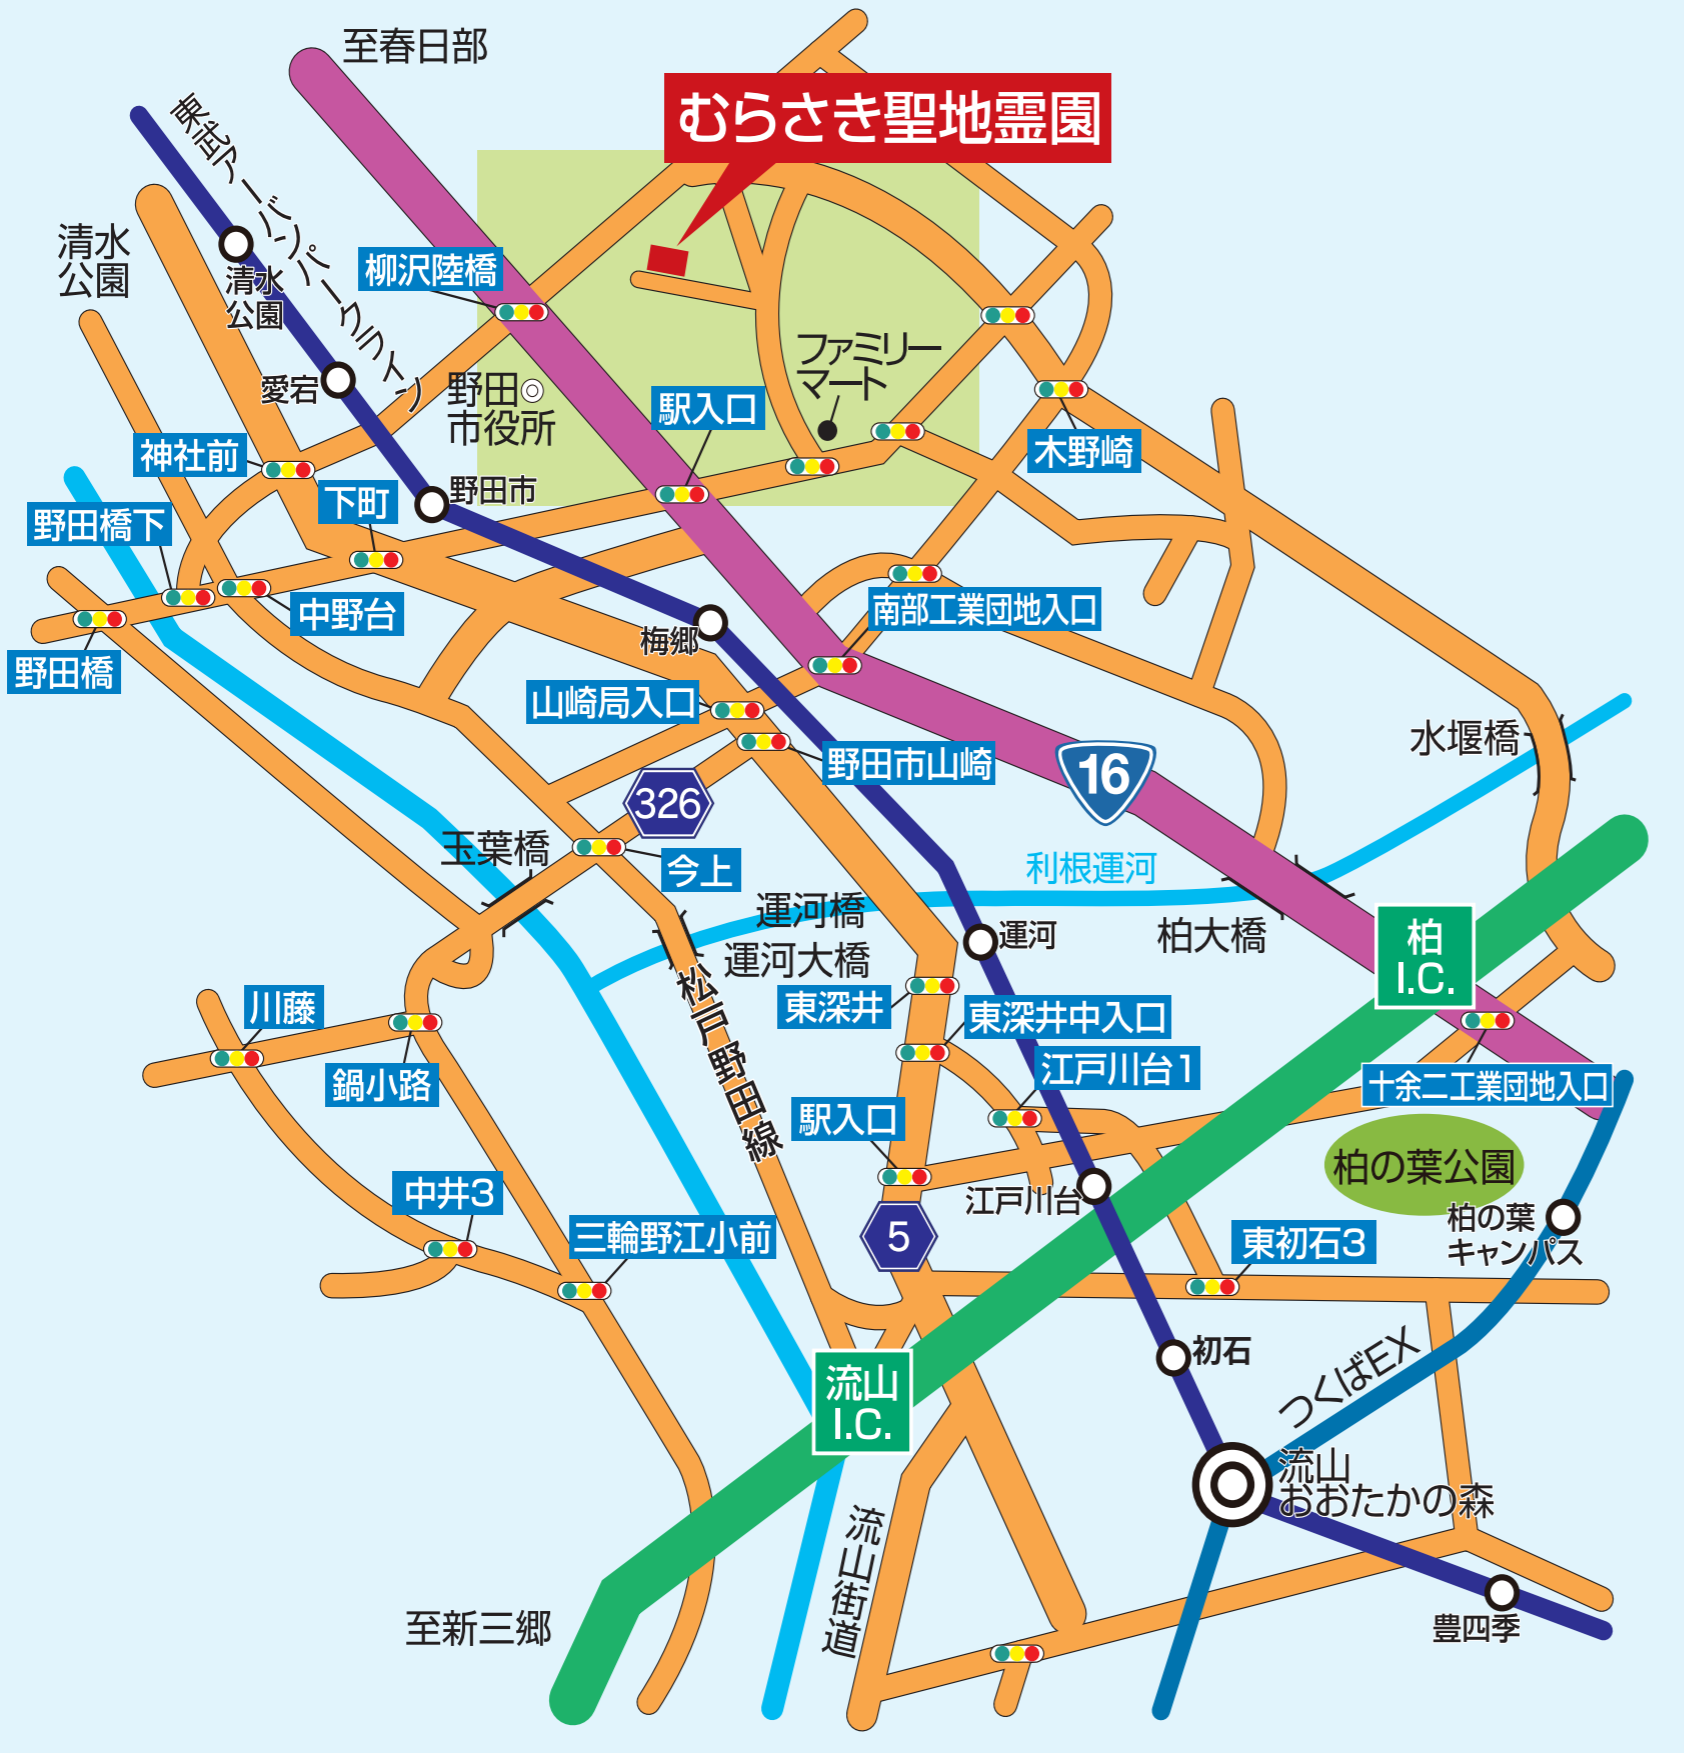 至春日部
むらさき聖地霊園
東武アーバンパークライン
清水
公園
清水
公園
柳沢陸橋
愛宕
野田
市役所
ファミリー
マート
駅入口
木野崎
神社前
下町
野田市
野田橋下
中野台
野田橋
梅郷
南部工業団地入口
山崎局入口
野田市山崎
16
水堰橋
326
玉葉橋
今上
利根運河
運河橋
運河大橋
運河
柏大橋
柏
I.C.
松戸野田線
東深井
東深井中入口
川藤
鍋小路
江戸川台1
十余二工業団地入口
駅入口
柏の葉公園
中井3
江戸川台
柏の葉
キャンパス
三輪野江小前
5
東初石3
初石
つくばEX
流山
I.C.
流山
おおたかの森
流山街道
至新三郷
豊四季